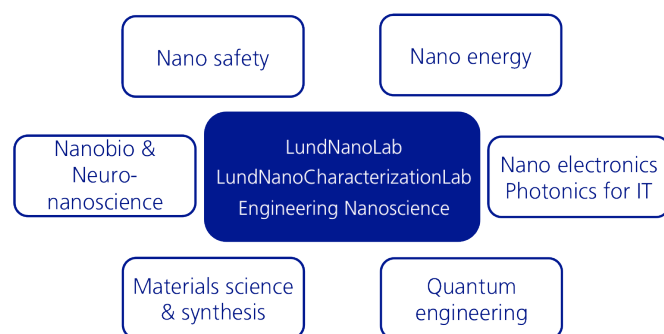 Nano safety
Nano energy
Nanobio &
Neuro-
nanoscience
LundNanoLab
LundNanoCharacterizationLab
Engineering Nanoscience
Nano electronics
Photonics for IT
Materials science
& synthesis
Quantum
engineering